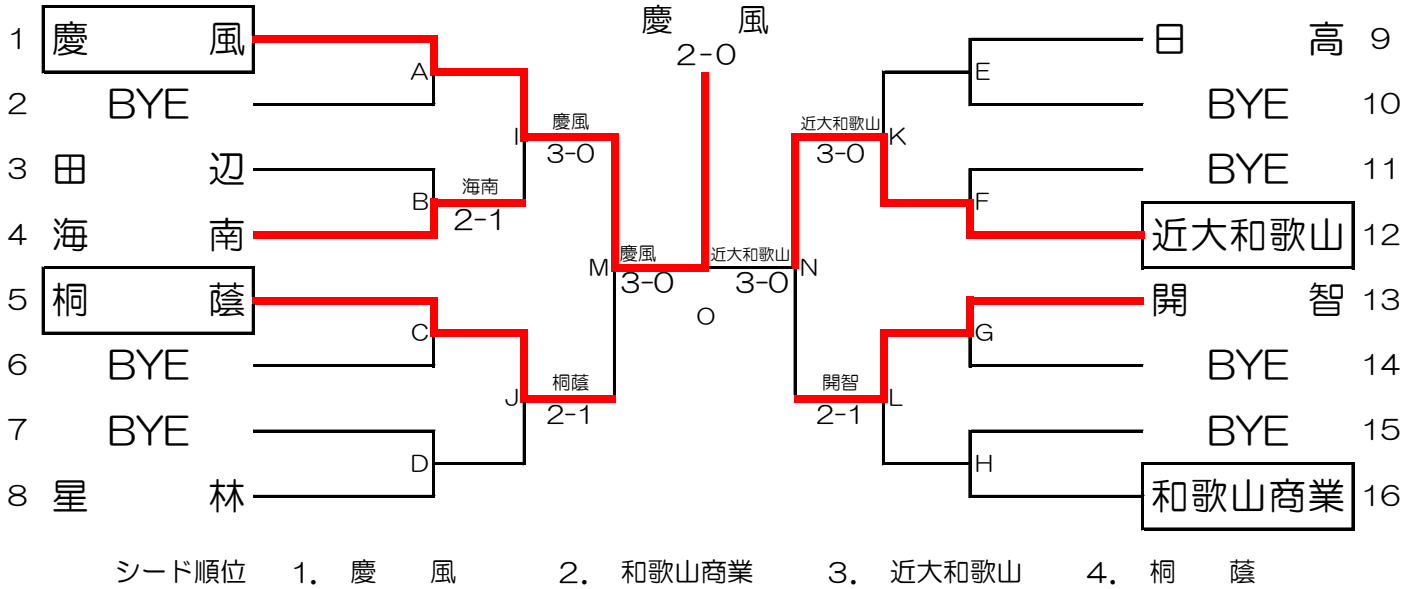 慶 風
2-0
1 慶 風
日 高 9
A
E
2 BYE
BYE 10
I 慶風
3-0
近大和歌山 K
3-0
3 田 辺
BYE 11
B 海南
2-1
F
4 海 南
近大和歌山 12
M 慶風
3-0
近大和歌山 N
3-0
5 桐 蔭
開 智 13
O
C
G
6 BYE
BYE 14
J 桐蔭
2-1
開智 L
2-1
7 BYE
BYE 15
D
H
8 星 林
和歌山商業 16
シード順位 1. 慶 風 2. 和歌山商業 3. 近大和歌山 4. 桐 蔭